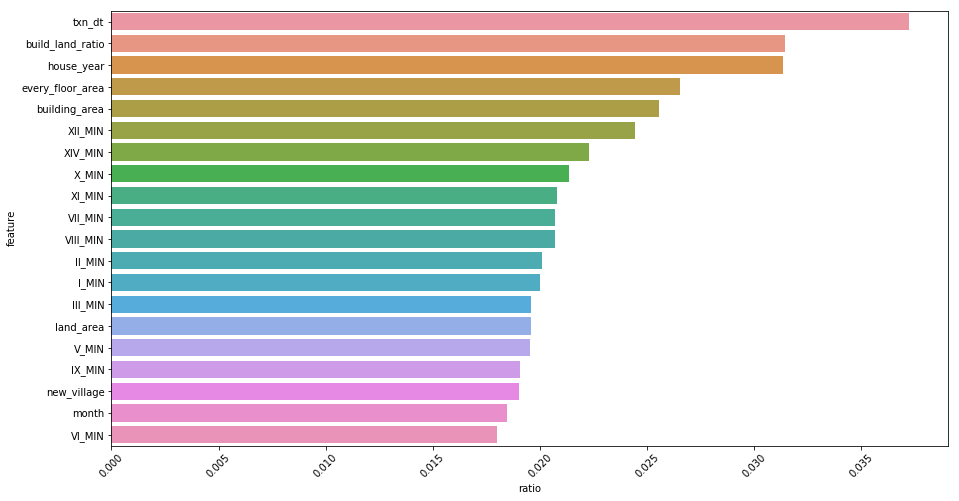 txn_dt
build_land_ratio
house_year
every_floor_area
building_area
XII_MIN
XIV_MIN
X_MIN
XI_MIN
VII_MIN
VIII_MIN
II_MIN
I_MIN
III_MIN
land_area
V_MIN
IX_MIN
new_village
month
VI_MIN
feature
0.000 0.005 0.010 0.015 0.020 0.025 0.030 0.035
ratio